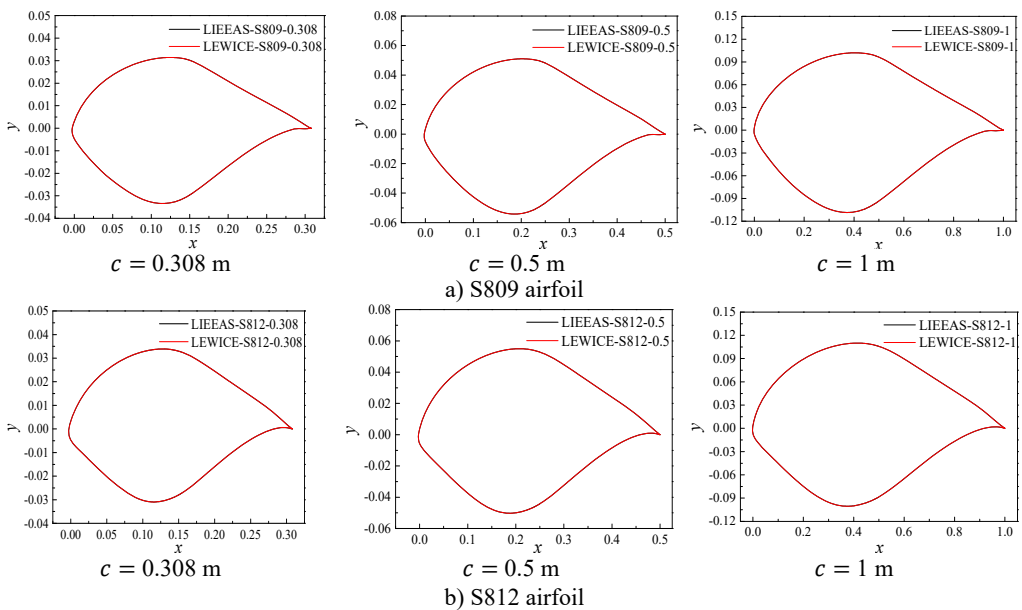 0.05
0.04
0.03
0.02
0.01
0.00
-0.01
-0.02
-0.03
-0.04
y
LIEEAS-S809-0.308
LEWICE-S809-0.308
0.00 0.05 0.10 0.15 0.20 0.25 0.30
x
c = 0.308 m
0.08
0.06
0.04
0.02
0.00
-0.02
-0.04
-0.06
y
LIEEAS-S809-0.5
LEWICE-S809-0.5
0.0 0.1 0.2 0.3 0.4 0.5
x
c = 0.5 m
0.15
0.12
0.09
0.06
0.03
0.00
-0.03
-0.06
-0.09
-0.12
y
LIEEAS-S809-1
LEWICE-S809-1
0.0 0.2 0.4 0.6 0.8 1.0
x
c = 1 m
a) S809 airfoil
0.05
0.04
0.03
0.02
0.01
0.00
-0.01
-0.02
-0.03
-0.04
y
LIEEAS-S812-0.308
LEWICE-S812-0.308
0.00 0.05 0.10 0.15 0.20 0.25 0.30
x
c = 0.308 m
0.08
0.06
0.04
0.02
0.00
-0.02
-0.04
-0.06
y
LIEEAS-S812-0.5
LEWICE-S812-0.5
0.0 0.1 0.2 0.3 0.4 0.5
x
c = 0.5 m
0.15
0.12
0.09
0.06
0.03
0.00
-0.03
-0.06
-0.09
-0.12
y
LIEEAS-S812-1
LEWICE-S812-1
0.0 0.2 0.4 0.6 0.8 1.0
x
c = 1 m
b) S812 airfoil